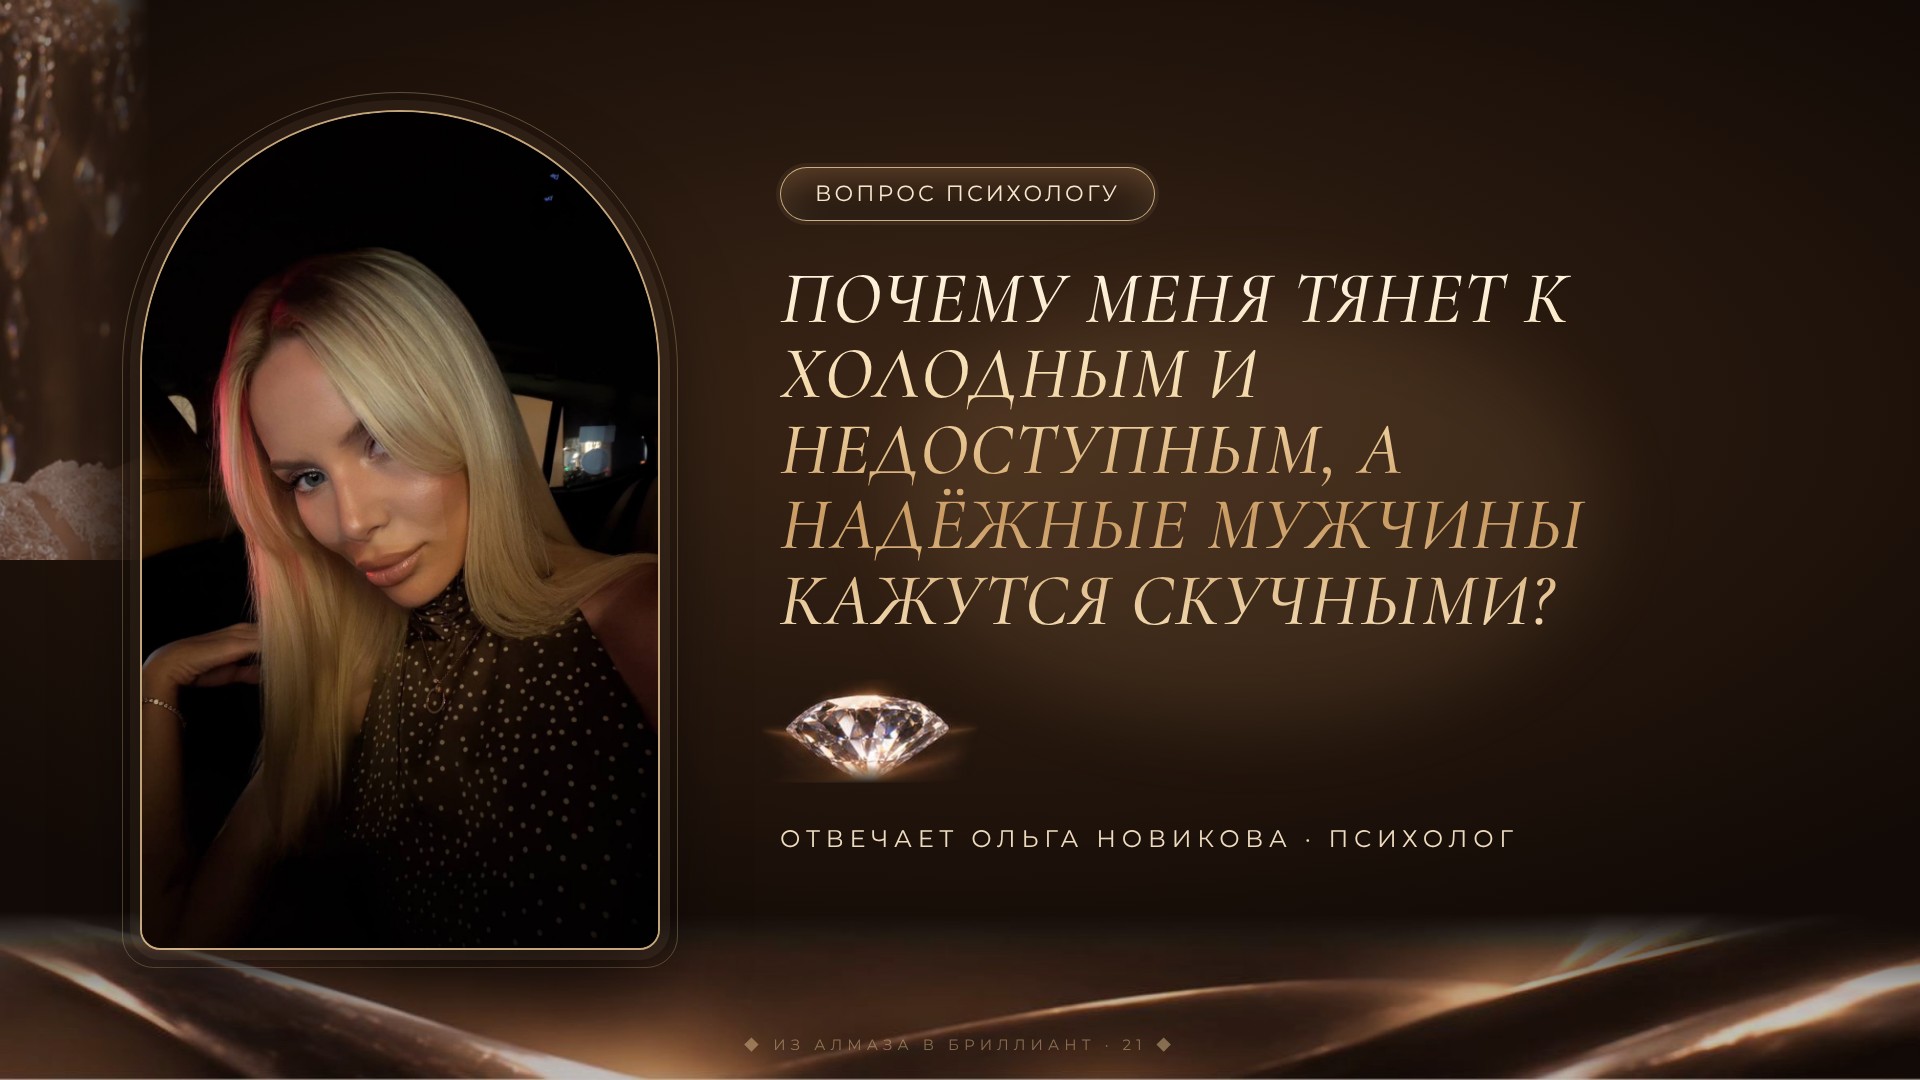 ВОПРОС ПСИХОЛОГУ
ПОЧЕМУ МЕНЯ ТЯНЕТ К
ХОЛОДНЫМ И
НЕДОСТУПНЫМ, А
НАДЁЖНЫЕ МУЖЧИНЫ
КАЖУТСЯ СКУЧНЫМИ?
ОТВЕЧАЕТ ОЛЬГА НОВИКОВА · ПСИХОЛОГ
◆ ИЗ АЛМАЗА В БРИЛЛИАНТ · 21 ◆